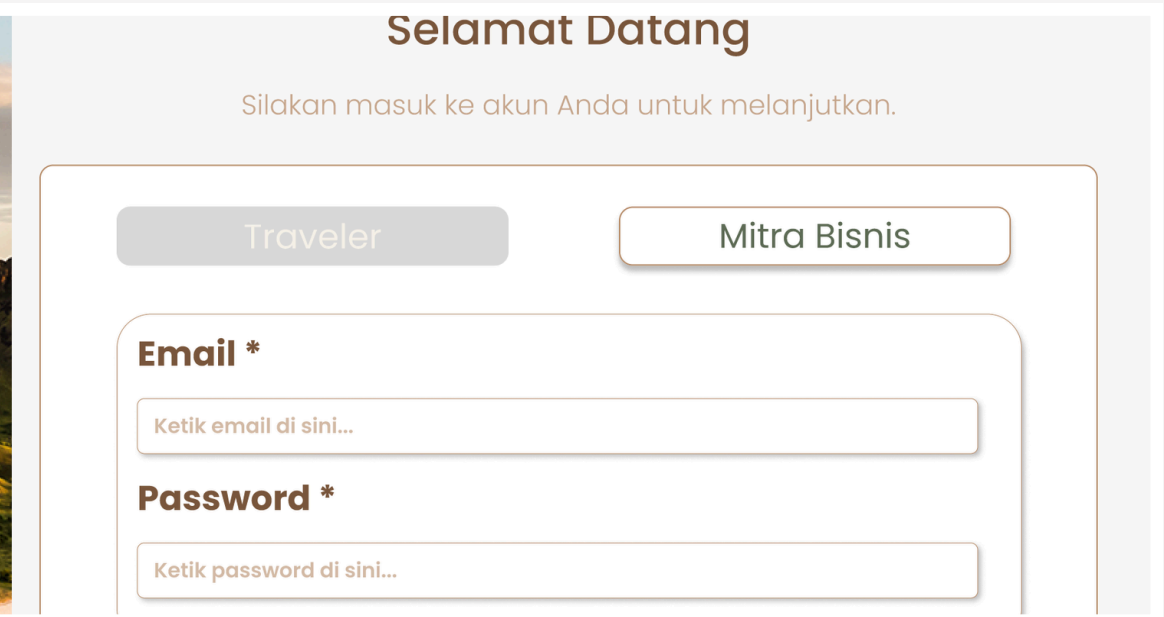 Selamat Datang
Silakan masuk ke akun Anda untuk melanjutkan.
Traveler
Mitra Bisnis
Email *
Ketik email di sini...
Password *
Ketik password di sini...